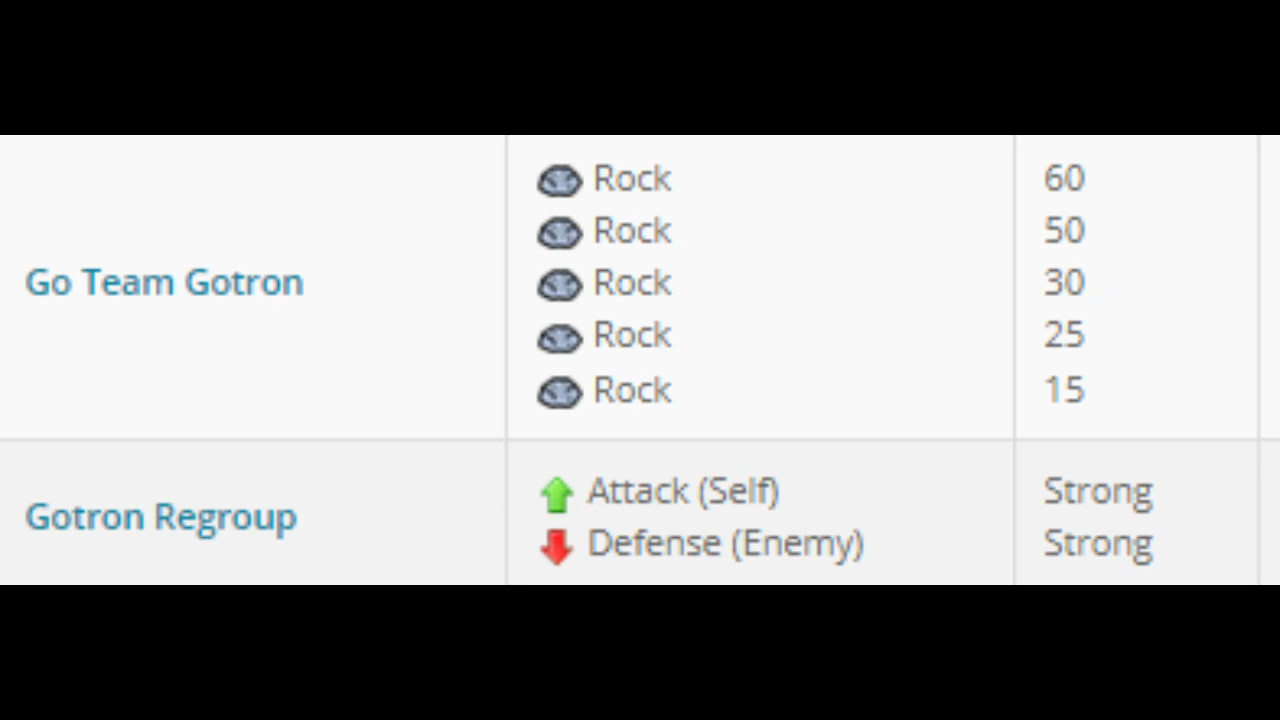 Go Team Gotron
Rock 60
Rock 50
Rock 30
Rock 25
Rock 15
Gotron Regroup
Attack (Self) Strong
Defense (Enemy) Strong